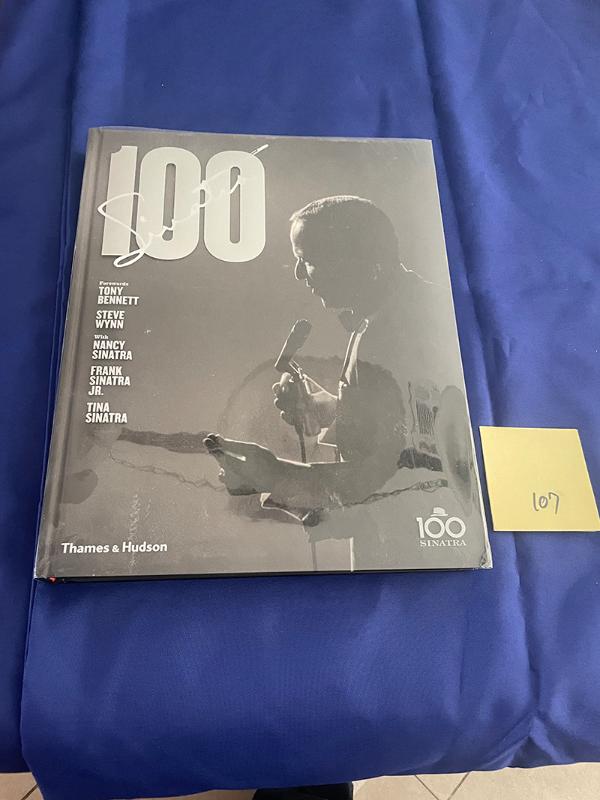 100
Sinatra
Forewords
TONY
BENNETT
STEVE
WYNN
With
NANCY
SINATRA
FRANK
SINATRA
JR.
TINA
SINATRA
Thames & Hudson
100
SINATRA
107